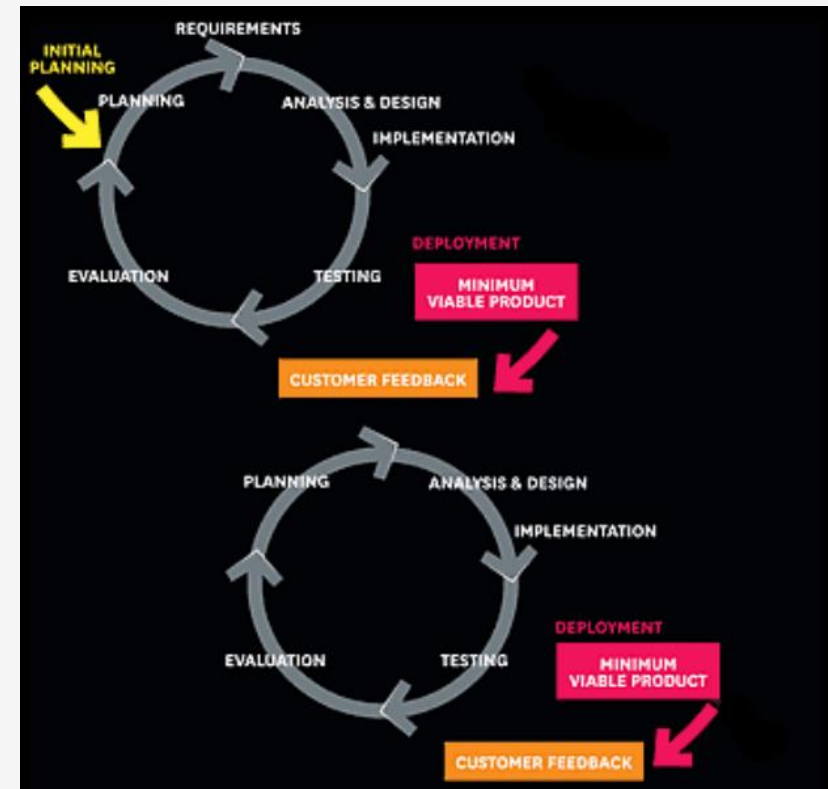 REQUIREMENTS
INITIAL
PLANNING
PLANNING
ANALYSIS & DESIGN
IMPLEMENTATION
DEPLOYMENT
EVALUATION
TESTING
MINIMUM
VIABLE PRODUCT
CUSTOMER FEEDBACK
PLANNING
ANALYSIS & DESIGN
IMPLEMENTATION
DEPLOYMENT
EVALUATION
TESTING
MINIMUM
VIABLE PRODUCT
CUSTOMER FEEDBACK